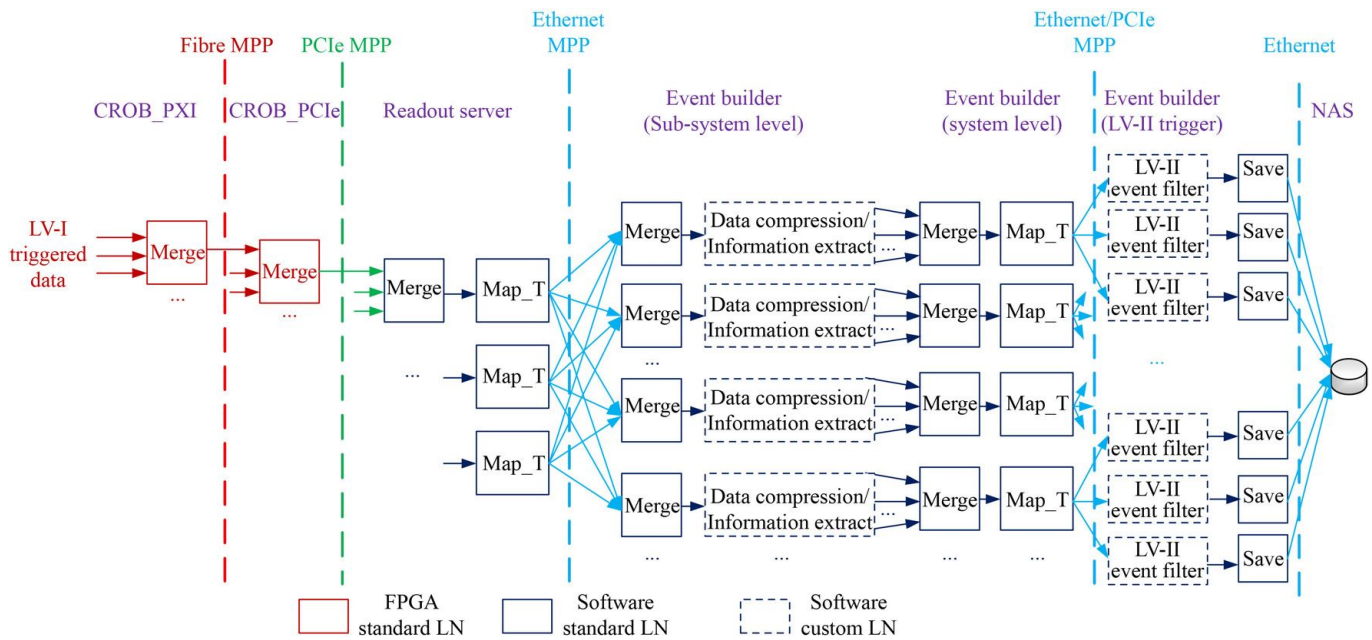 Ethernet
MPP
Ethernet/PCIe
MPP
Fibre MPP
PCIe MPP
Ethernet
CROB_PXI
CROB_PCIe
Readout server
Event builder
(Sub-system level)
Event builder
(system level)
Event builder
(LV-II trigger)
NAS
LV-I
triggered
data
Merge
...
Merge
...
Merge
Map_T
...
Map_T
Map_T
Merge
Data compression/
Information extract
...
Merge
Map_T
Merge
Data compression/
Information extract
...
Merge
Map_T
...
...
Merge
Data compression/
Information extract
...
Merge
Map_T
Merge
Data compression/
Information extract
...
Merge
Map_T
...
...
...
...
LV-II
event filter
Save
LV-II
event filter
Save
LV-II
event filter
Save
...
LV-II
event filter
Save
LV-II
event filter
Save
LV-II
event filter
Save
FPGA
standard LN
Software
standard LN
Software
custom LN